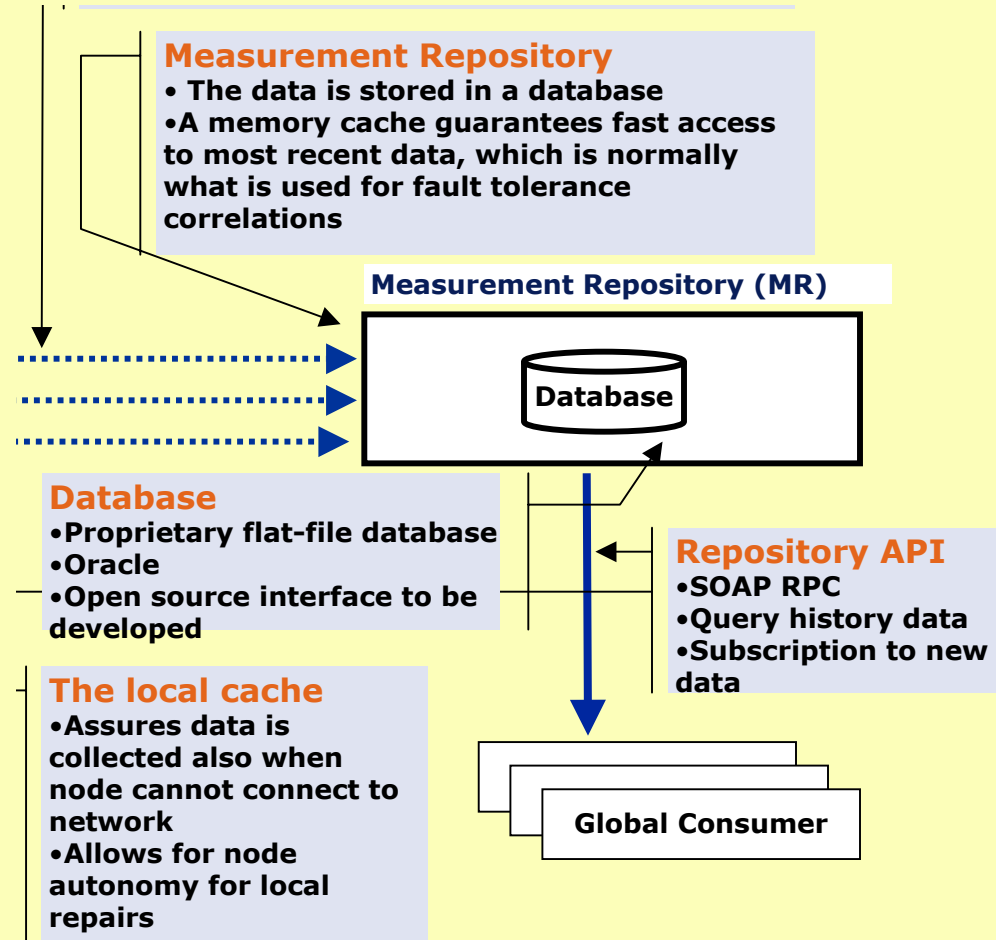 Measurement Repository
• The data is stored in a database
•A memory cache guarantees fast access
to most recent data, which is normally
what is used for fault tolerance
correlations
Measurement Repository (MR)
Database
Database
•Proprietary flat-file database
•Oracle
•Open source interface to be
developed
Repository API
•SOAP RPC
•Query history data
•Subscription to new
data
The local cache
•Assures data is
collected also when
node cannot connect to
network
•Allows for node
autonomy for local
repairs
Global Consumer